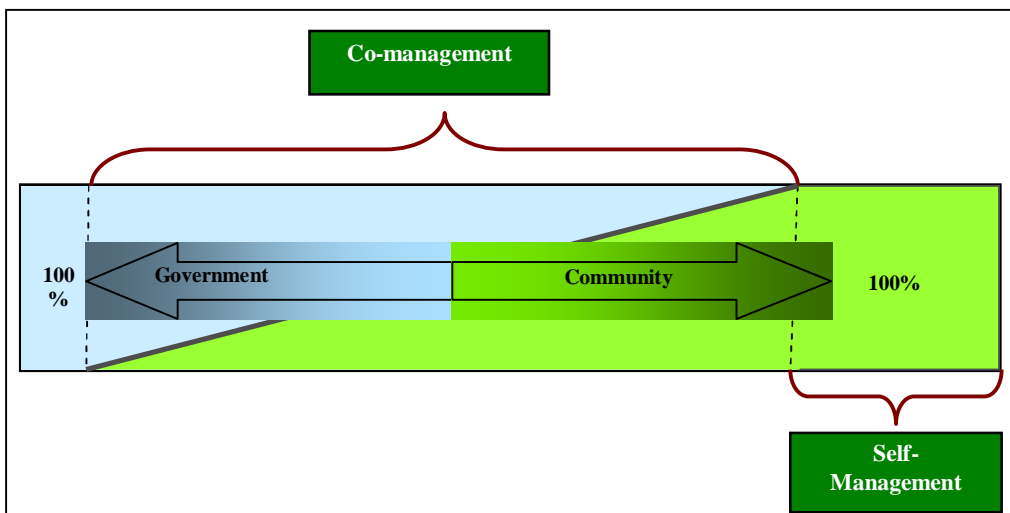 Co-management
Government
Community
100
%
100%
Self-
Management